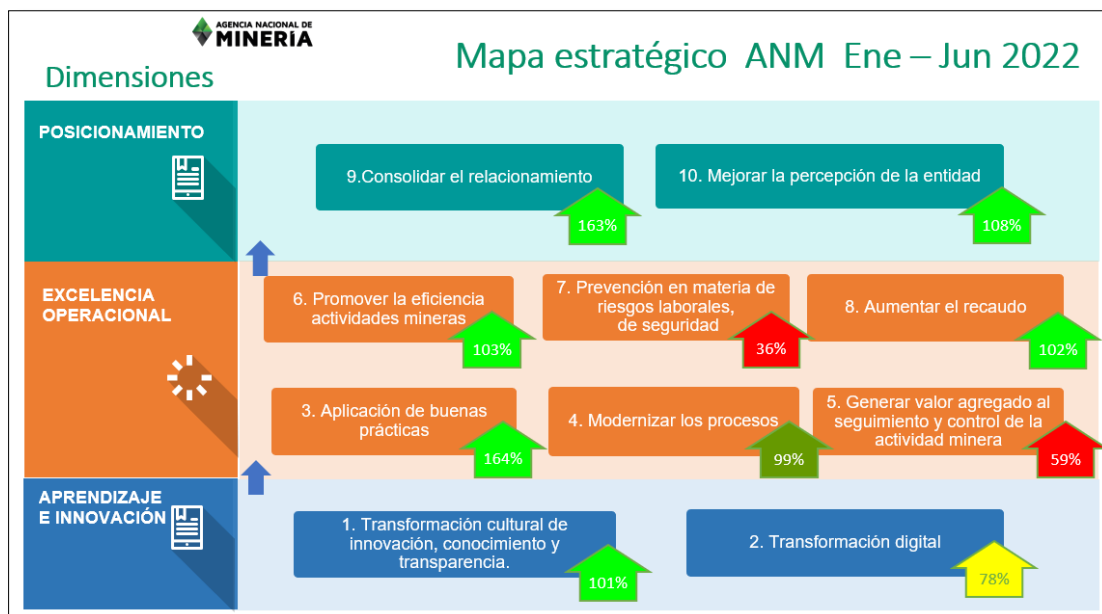 AGENCIA NACIONAL DE
MINERÍA
Mapa estratégico ANM Ene – Jun 2022
Dimensiones
POSICIONAMIENTO
9.Consolidar el relacionamiento
163%
10. Mejorar la percepción de la entidad
108%
EXCELENCIA
OPERACIONAL
6. Promover la eficiencia
actividades mineras
103%
7. Prevención en materia de
riesgos laborales,
de seguridad
36%
8. Aumentar el recaudo
102%
3. Aplicación de buenas
prácticas
164%
4. Modernizar los procesos
99%
5. Generar valor agregado al
seguimiento y control de la
actividad minera
59%
APRENDIZAJE
E INNOVACIÓN
1. Transformación cultural de
innovación, conocimiento y
transparencia.
101%
2. Transformación digital
78%